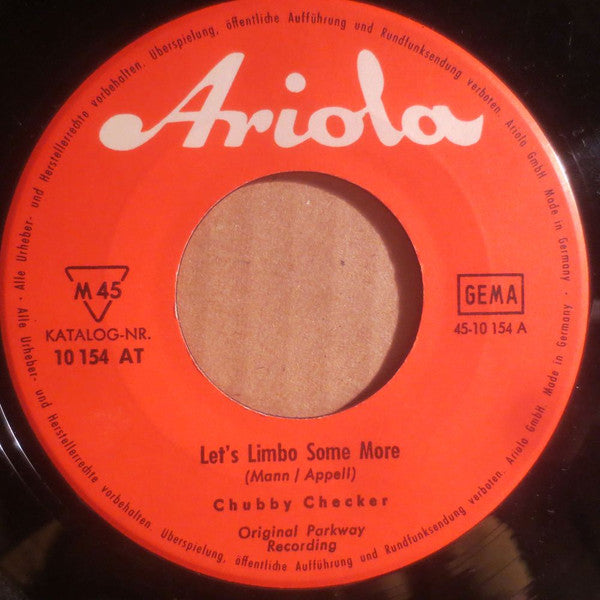 Alle Urheber- und Herstellerrechte vorbehalten. Überspielung, öffentliche Aufführung und Rundfunksendung verboten. Ariola GmbH. Made in Germany ·
Alle Urheber- und Herstellerrechte vorbehalten. Überspielung, öffentliche Aufführung und Rundfunksendung verboten. Ariola GmbH. Made in Germany ·
Ariola
M 45
KATALOG-NR.
10 154 AT
GEMA
45-10 154 A
Let's Limbo Some More
(Mann / Appell)
Chubby Checker
Original Parkway
Recording